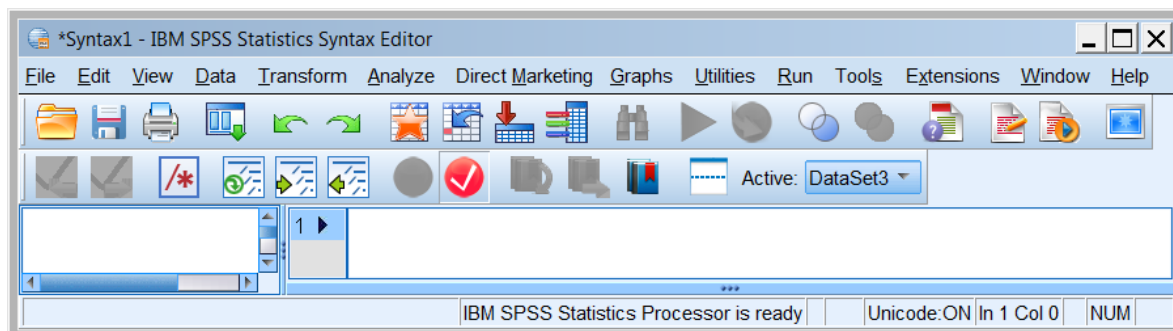 *Syntax1 - IBM SPSS Statistics Syntax Editor
File Edit View Data Transform Analyze Direct Marketing Graphs Utilities Run Tools Extensions Window Help
/* Active: DataSet3
1
IBM SPSS Statistics Processor is ready Unicode:ON In 1 Col 0 NUM